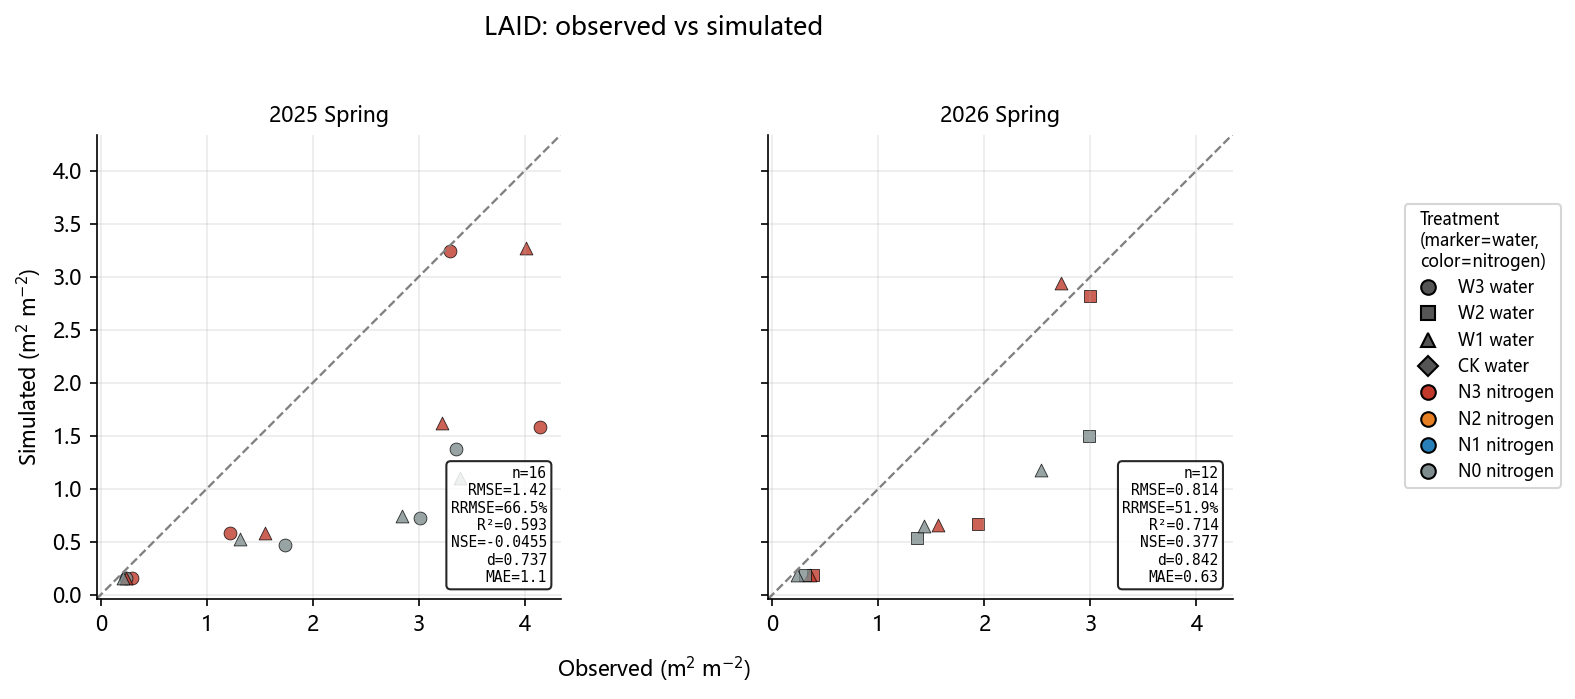 LAID: observed vs simulated
2025 Spring
2026 Spring
Simulated (m² m⁻²)
4.0
3.5
3.0
2.5
2.0
1.5
1.0
0.5
0.0
0 1 2 3 4
n=16
RMSE=1.42
RRMSE=66.5%
R²=0.593
NSE=-0.0455
d=0.737
MAE=1.1
0 1 2 3 4
n=12
RMSE=0.814
RRMSE=51.9%
R²=0.714
NSE=0.377
d=0.842
MAE=0.63
Observed (m² m⁻²)
Treatment
(marker=water,
color=nitrogen)
W3 water
W2 water
W1 water
CK water
N3 nitrogen
N2 nitrogen
N1 nitrogen
N0 nitrogen